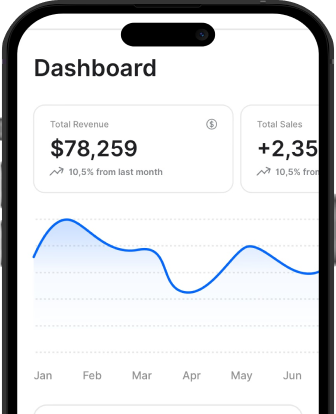 Dashboard
Total Revenue
$78,259
10,5% from last month
Total Sales
+2,35
10,5% from
Jan Feb Mar Apr May Jun